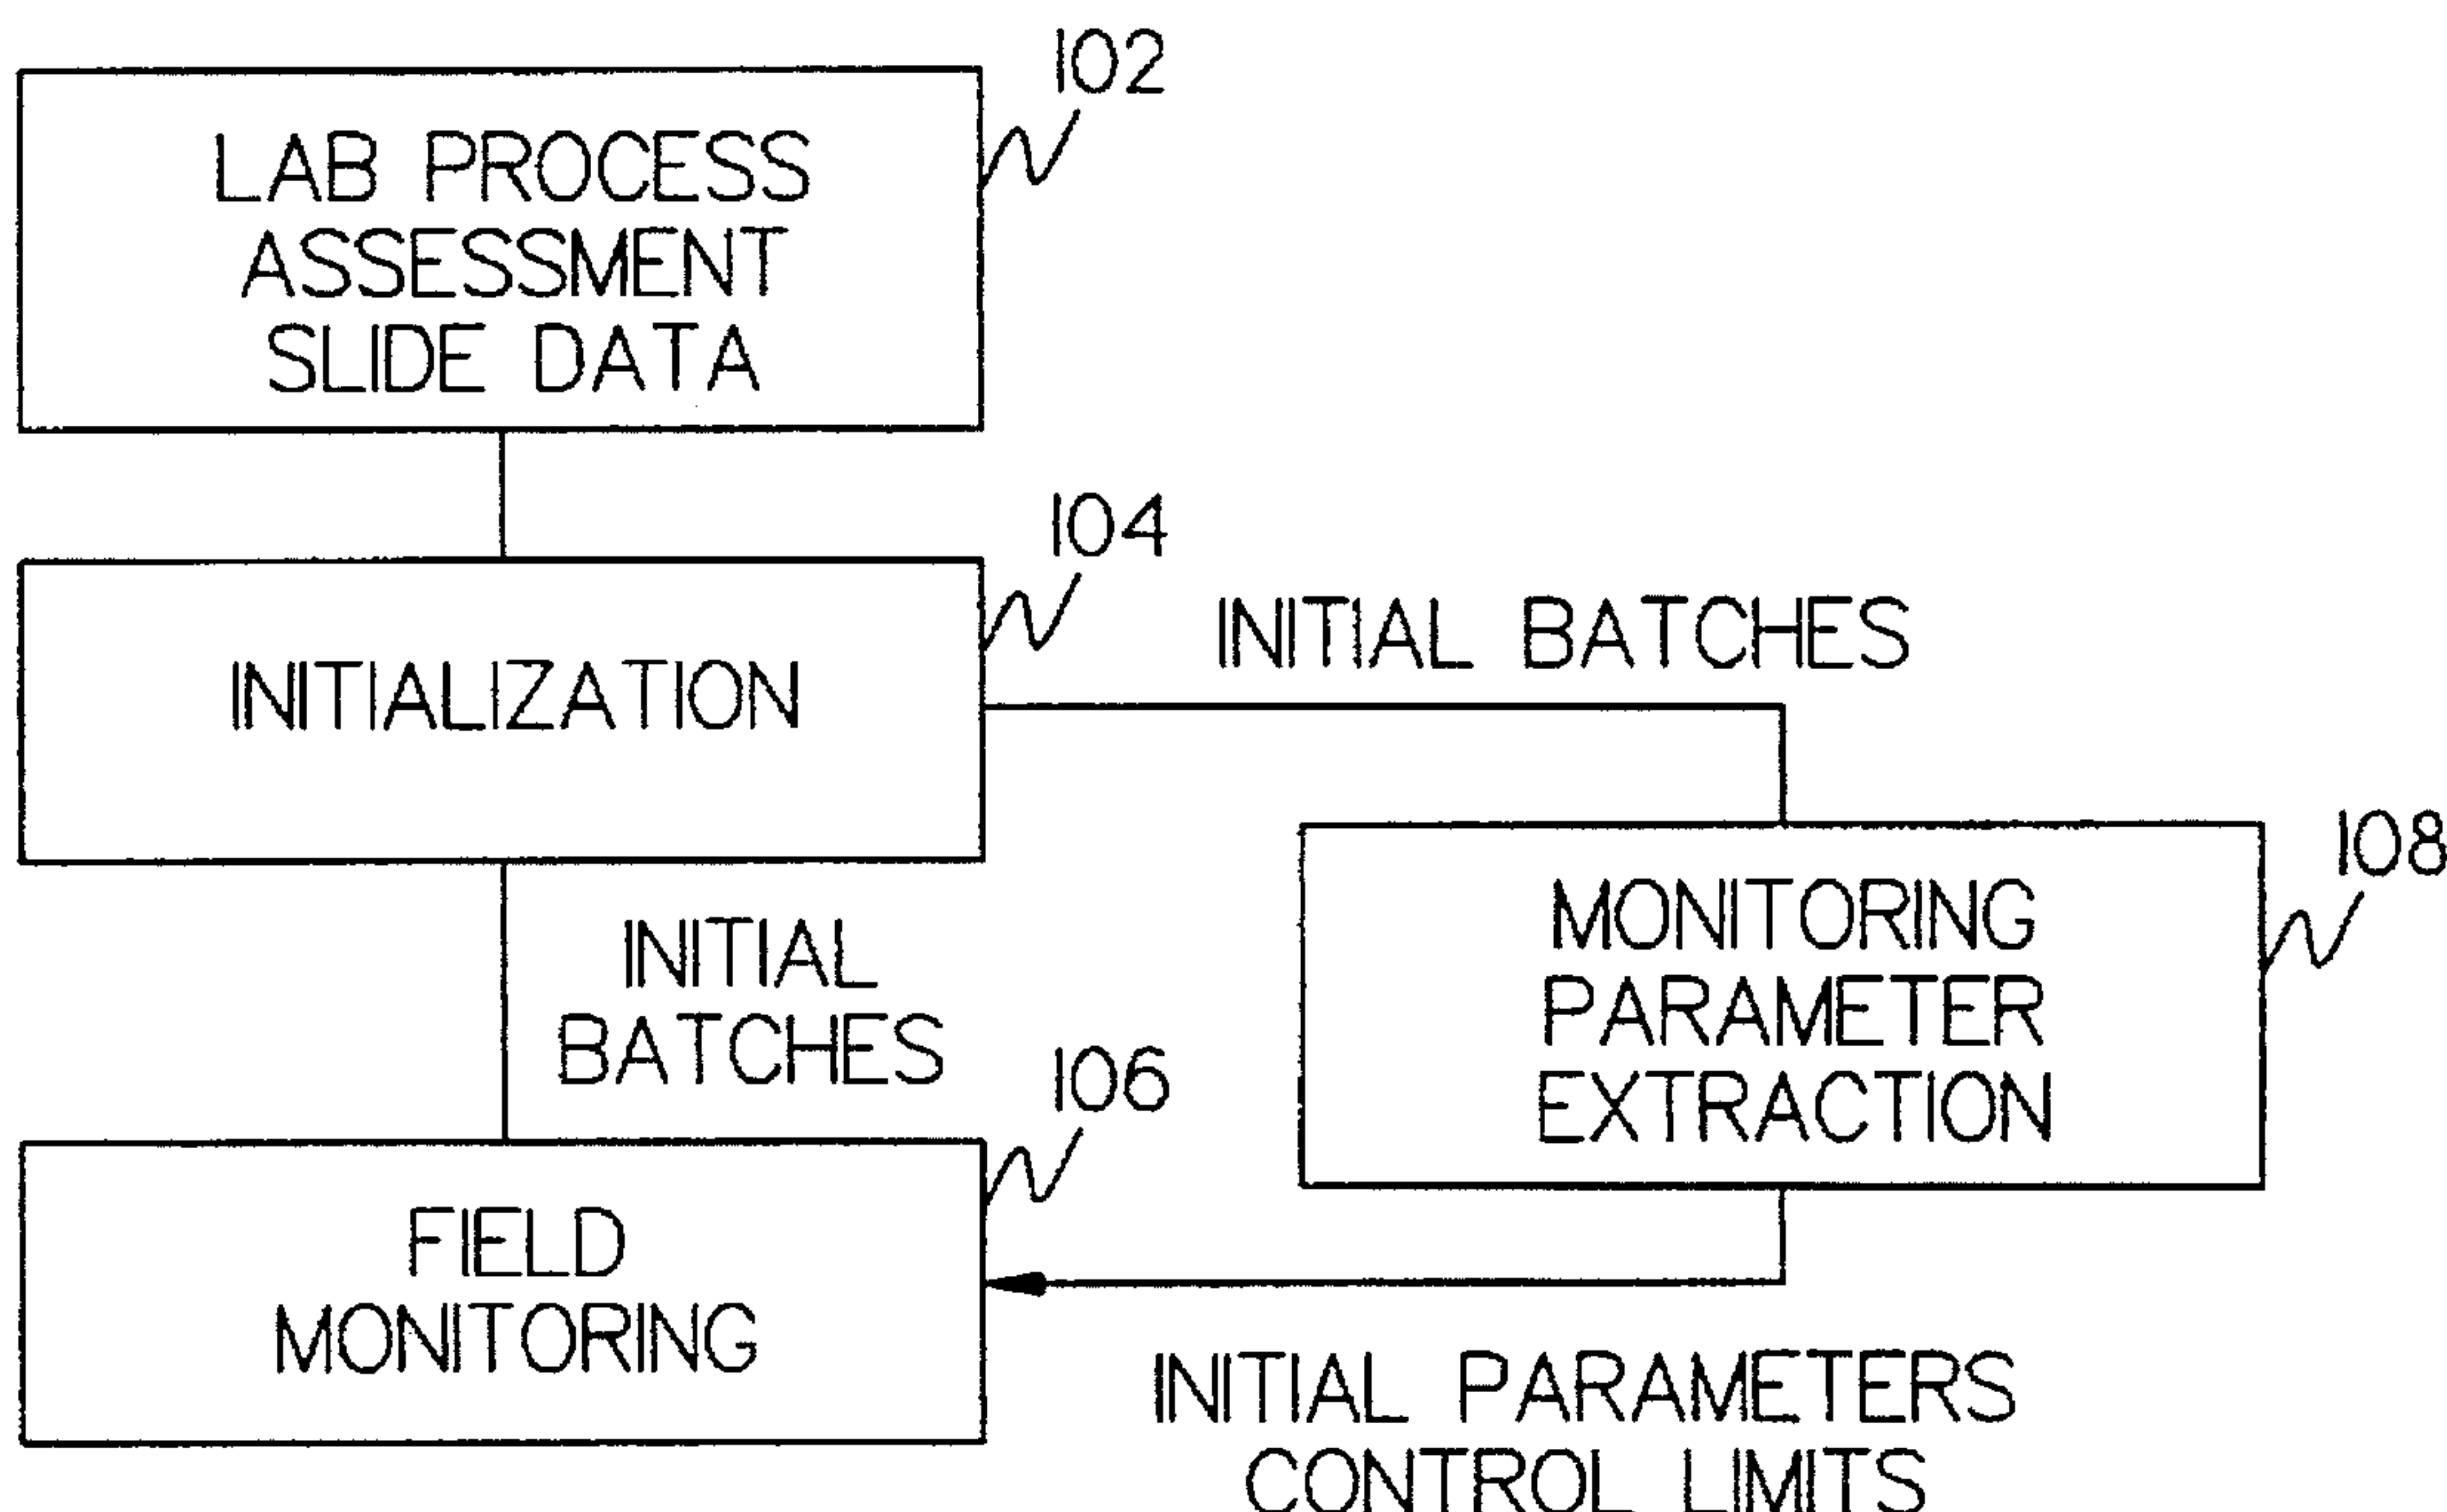 102
LAB PROCESS
ASSESSMENT
SLIDE DATA
104
INITIALIZATION
INITIAL BATCHES
108
MONITORING
PARAMETER
EXTRACTION
INITIAL
BATCHES
106
FIELD
MONITORING
INITIAL PARAMETERS
CONTROL LIMITS